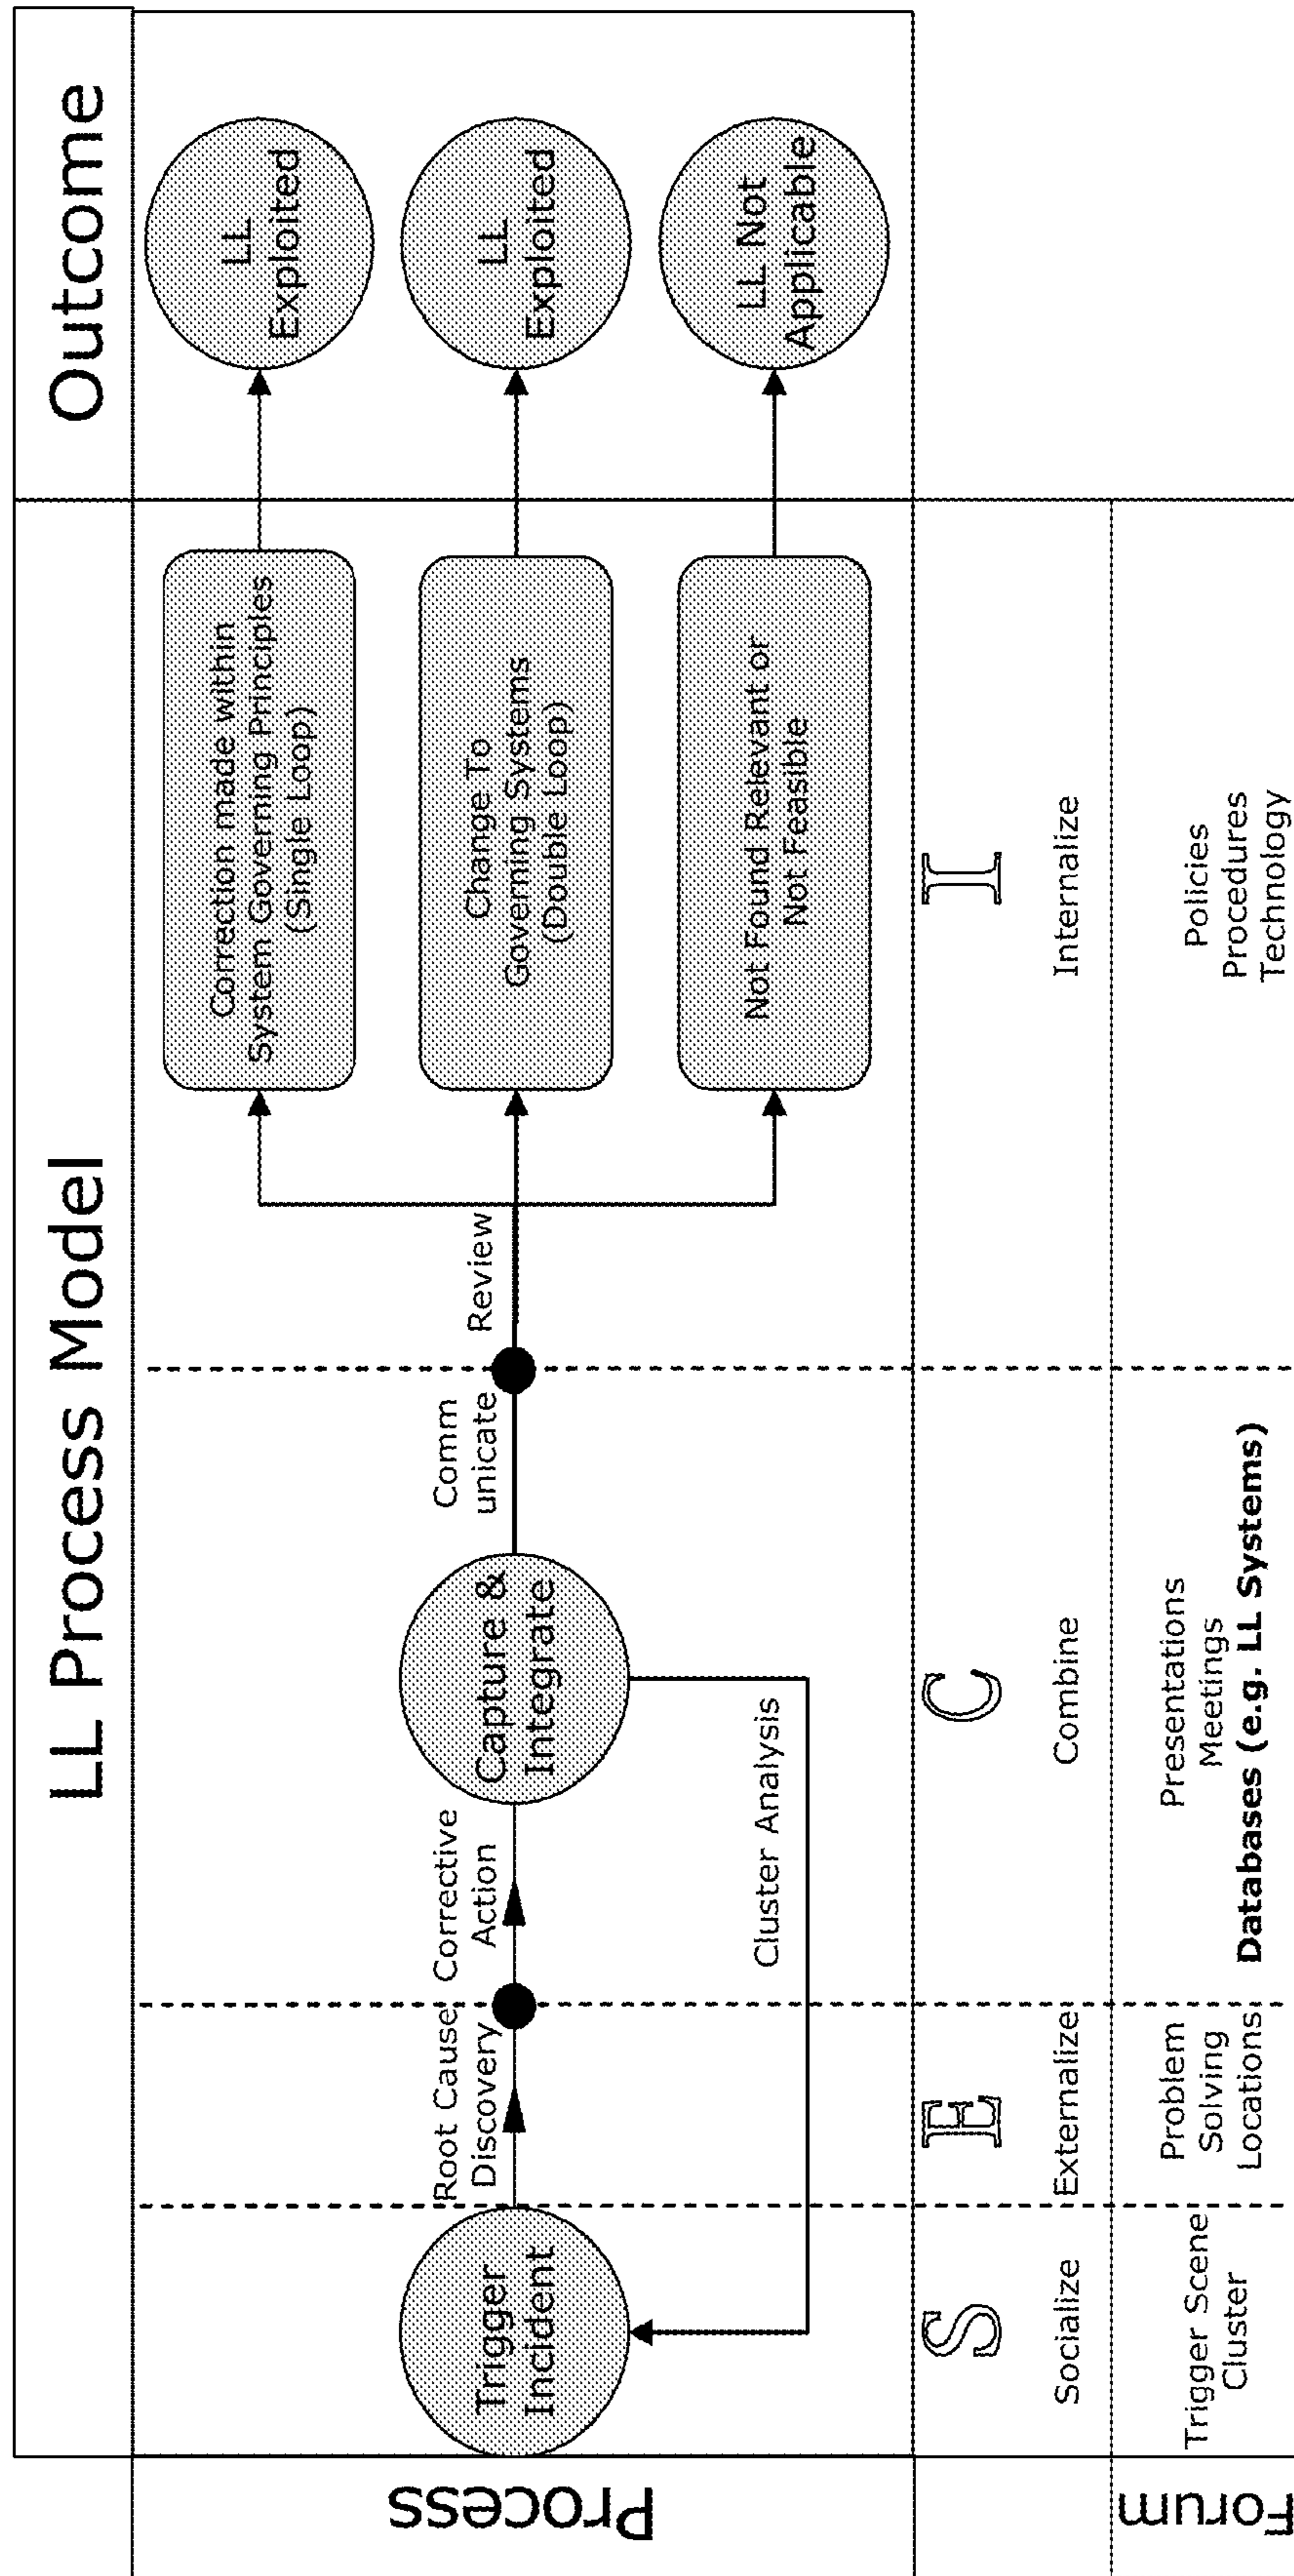 LL Process Model
Outcome
Process
Trigger
Incident
Root Cause
Discovery
Corrective
Action
Capture &
Integrate
Comm
unicate
Review
Cluster Analysis
Correction made within
System Governing Principles
(Single Loop)
Change To
Governing Systems
(Double Loop)
Not Found Relevant or
Not Feasible
LL
Exploited
LL
Exploited
LL Not
Applicable
S
E
C
I
Socialize
Externalize
Combine
Internalize
Forum
Trigger Scene
Cluster
Problem
Solving
Locations
Presentations
Meetings
Databases (e.g. LL Systems)
Policies
Procedures
Technology